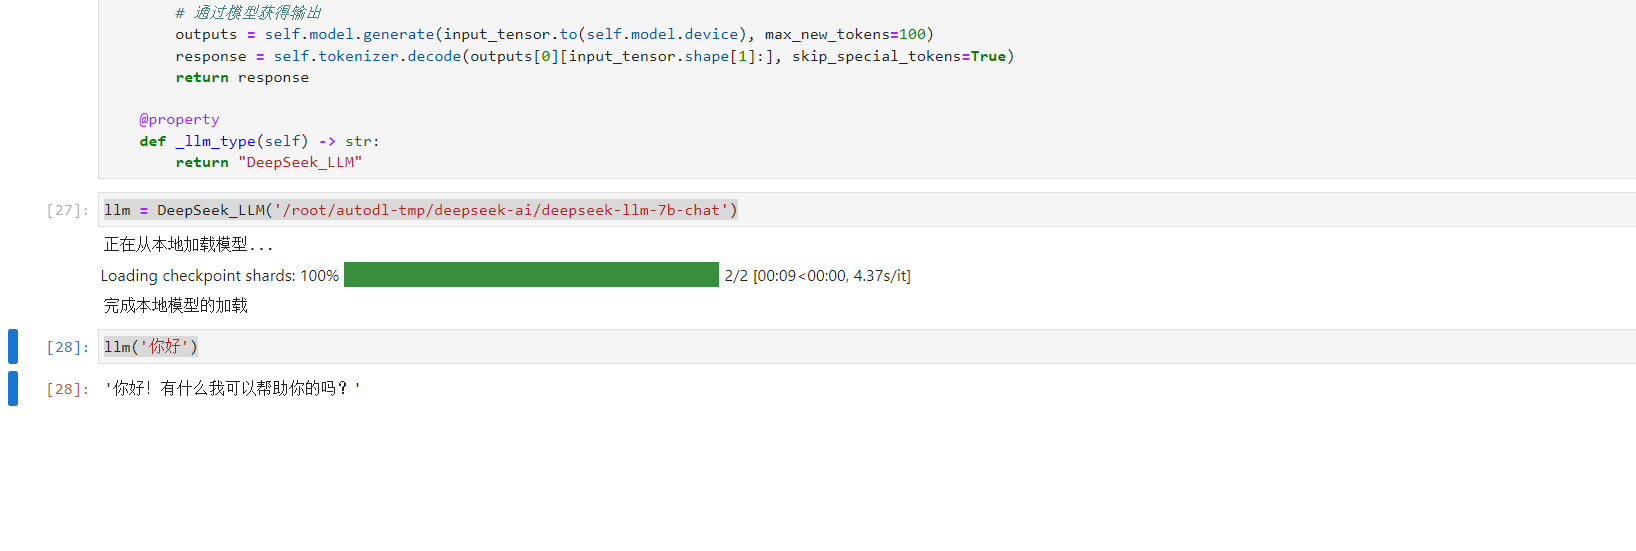 # 通过模型获得输出
outputs = self.model.generate(input_tensor.to(self.model.device), max_new_tokens=100)
response = self.tokenizer.decode(outputs[0][input_tensor.shape[1]:], skip_special_tokens=True)
return response
@property
def _llm_type(self) -> str:
return "DeepSeek_LLM"
[27]: llm = DeepSeek_LLM('/root/autodl-tmp/deepseek-ai/deepseek-llm-7b-chat')
正在从本地加载模型...
Loading checkpoint shards: 100% 2/2 [00:09<00:00, 4.37s/it]
完成本地模型的加载
[28]: llm('你好')
[28]: '你好！有什么我可以帮助你的吗？'